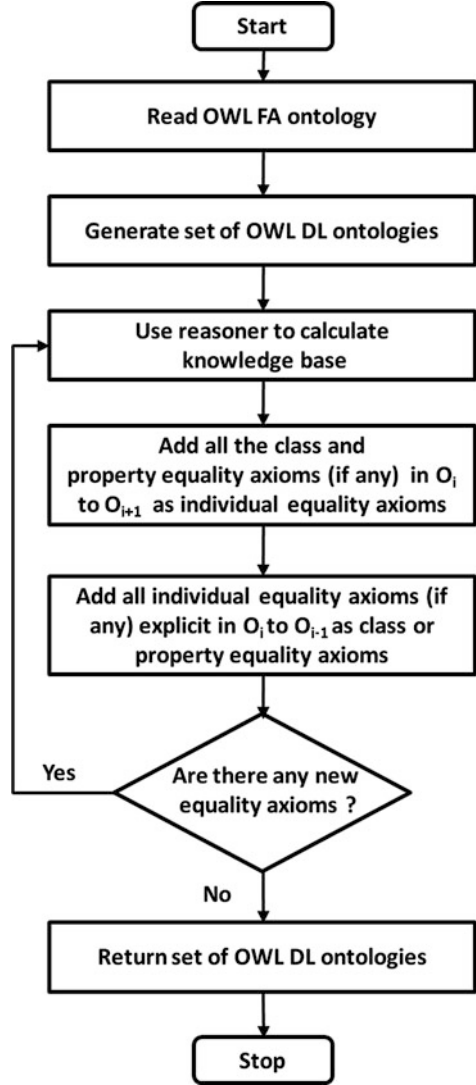 Start
Read OWL FA ontology
Generate set of OWL DL ontologies
Use reasoner to calculate
knowledge base
Add all the class and
property equality axioms (if any) in Oi
to Oi+1 as individual equality axioms
Add all individual equality axioms (if
any) explicit in Oi to Oi-1 as class or
property equality axioms
Yes
Are there any new
equality axioms ?
No
Return set of OWL DL ontologies
Stop